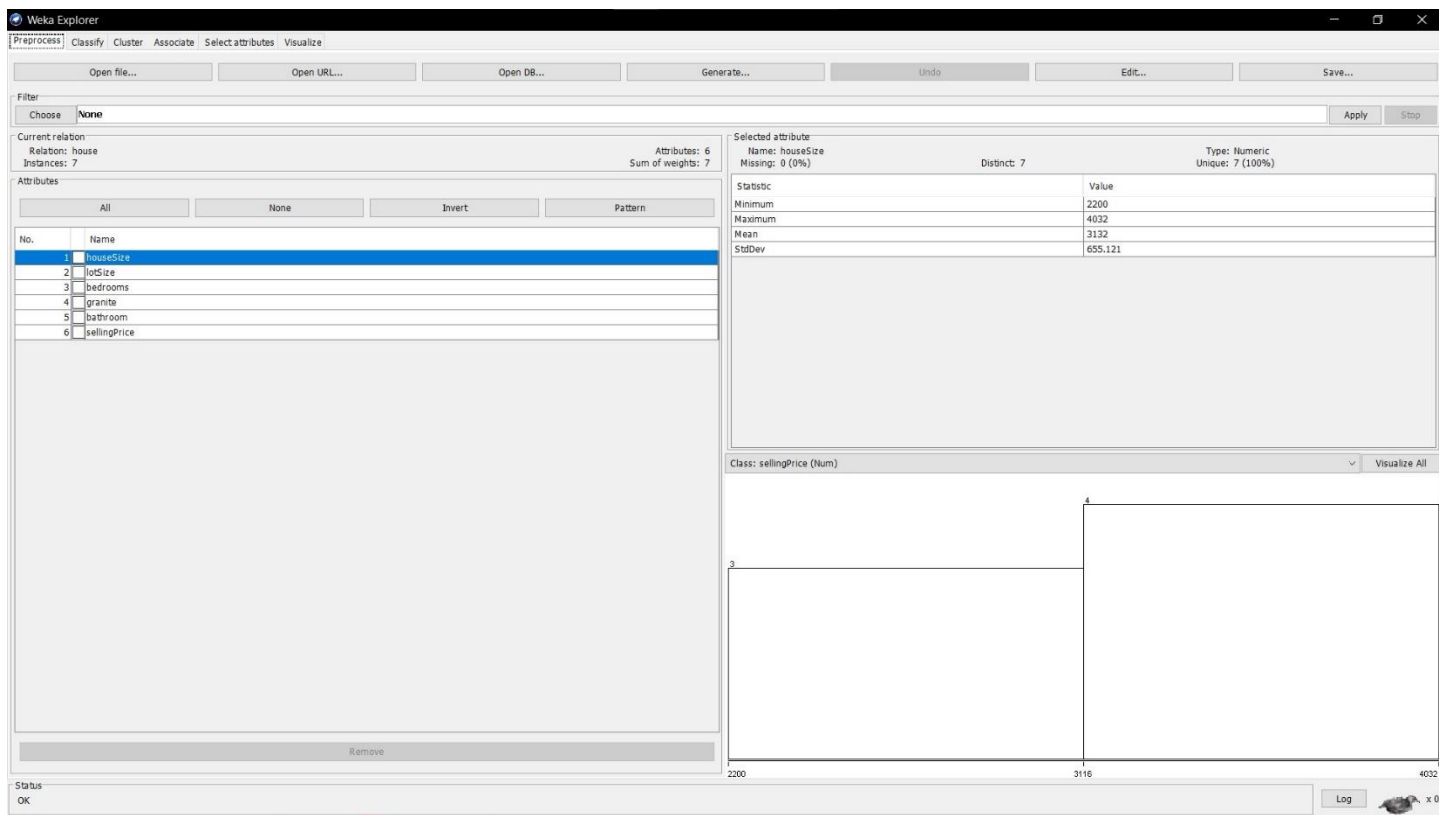 Weka Explorer
Preprocess Classify Cluster Associate Select attributes Visualize
Open file... Open URL... Open DB... Generate... Undo Edit... Save...
Filter
Choose None Apply Stop
Current relation
Relation: house Attributes: 6
Instances: 7 Sum of weights: 7
Attributes
All None Invert Pattern
No. Name
1 houseSize
2 lotSize
3 bedrooms
4 granite
5 bathroom
6 sellingPrice
Remove
Selected attribute
Name: houseSize Type: Numeric
Missing: 0 (0%) Distinct: 7 Unique: 7 (100%)
Statistic Value
Minimum 2200
Maximum 4032
Mean 3132
StdDev 655.121
Class: sellingPrice (Num) Visualize All
4
3
2200 3116 4032
Status
OK Log x 0